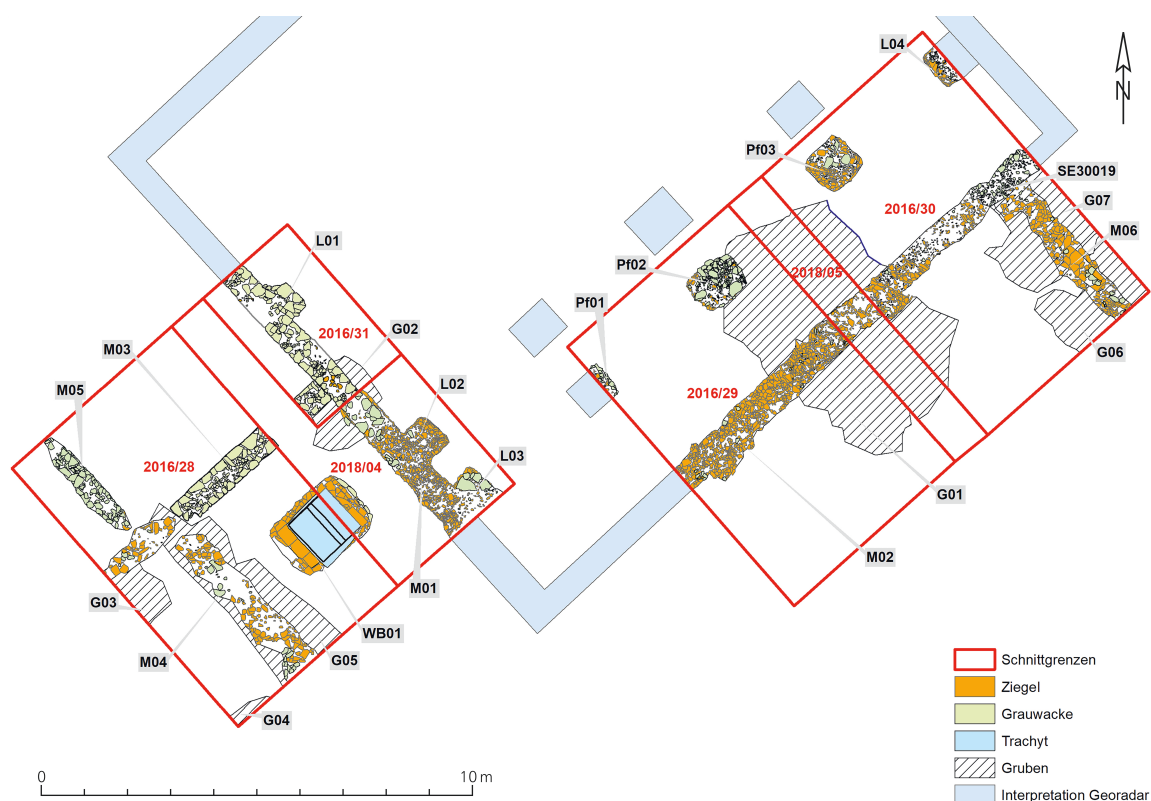 L04
N
Pf03
SE30019
G07
2016/30
M06
L01
Pf02
2018/05
Pf01
2016/31
G02
M03
G06
L02
M05
2016/29
L03
2016/28
2018/04
G01
M02
M01
G03
WB01
M04
G05
G04
Schnittgrenzen
Ziegel
Grauwacke
Trachyt
Gruben
Interpretation Georadar
0 10 m